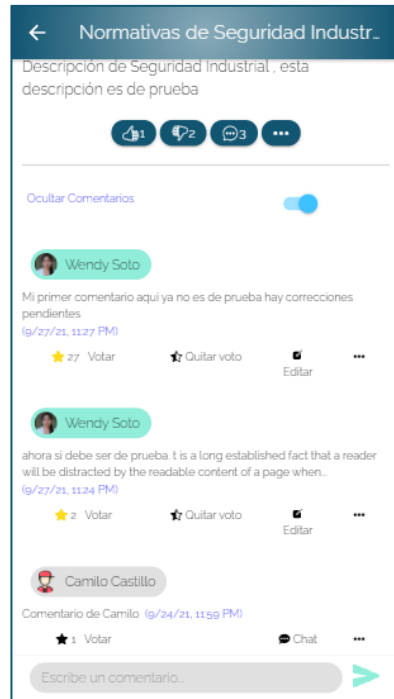 Normativas de Seguridad Industr...
Descripción de Seguridad Industrial , esta
descripción es de prueba
1 2 3
Ocultar Comentarios
Wendy Soto
Mi primer comentario aqui ya no es de prueba hay correcciones
pendientes
(9/27/21, 11:27 PM)
27 Votar Quitar voto Editar
Wendy Soto
ahora si debe ser de prueba. t is a long established fact that a reader
will be distracted by the readable content of a page when...
(9/27/21, 11:24 PM)
2 Votar Quitar voto Editar
Camilo Castillo
Comentario de Camilo (9/24/21, 11:59 PM)
1 Votar Chat
Escribe un comentario...